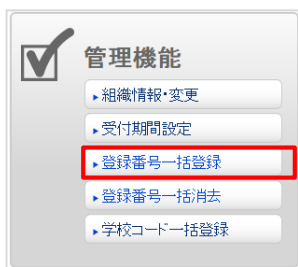 管理機能
組織情報・変更
受付期間設定
登録番号一括登録
登録番号一括消去
学校コード一括登録